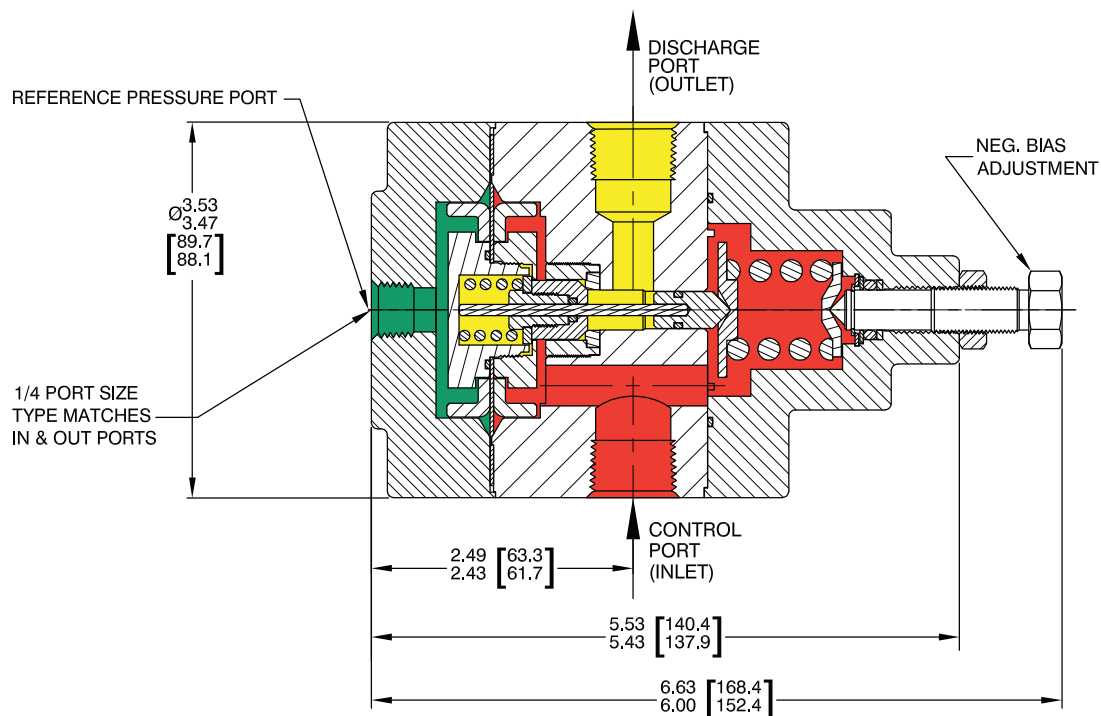 DISCHARGE
PORT
(OUTLET)
REFERENCE PRESSURE PORT
NEG. BIAS
ADJUSTMENT
Ø3.53
3.47
[89.7
88.1]
1/4 PORT SIZE
TYPE MATCHES
IN & OUT PORTS
CONTROL
PORT
(INLET)
2.49 [63.3
2.43 61.7]
5.53 [140.4
5.43 137.9]
6.63 [168.4
6.00 152.4]